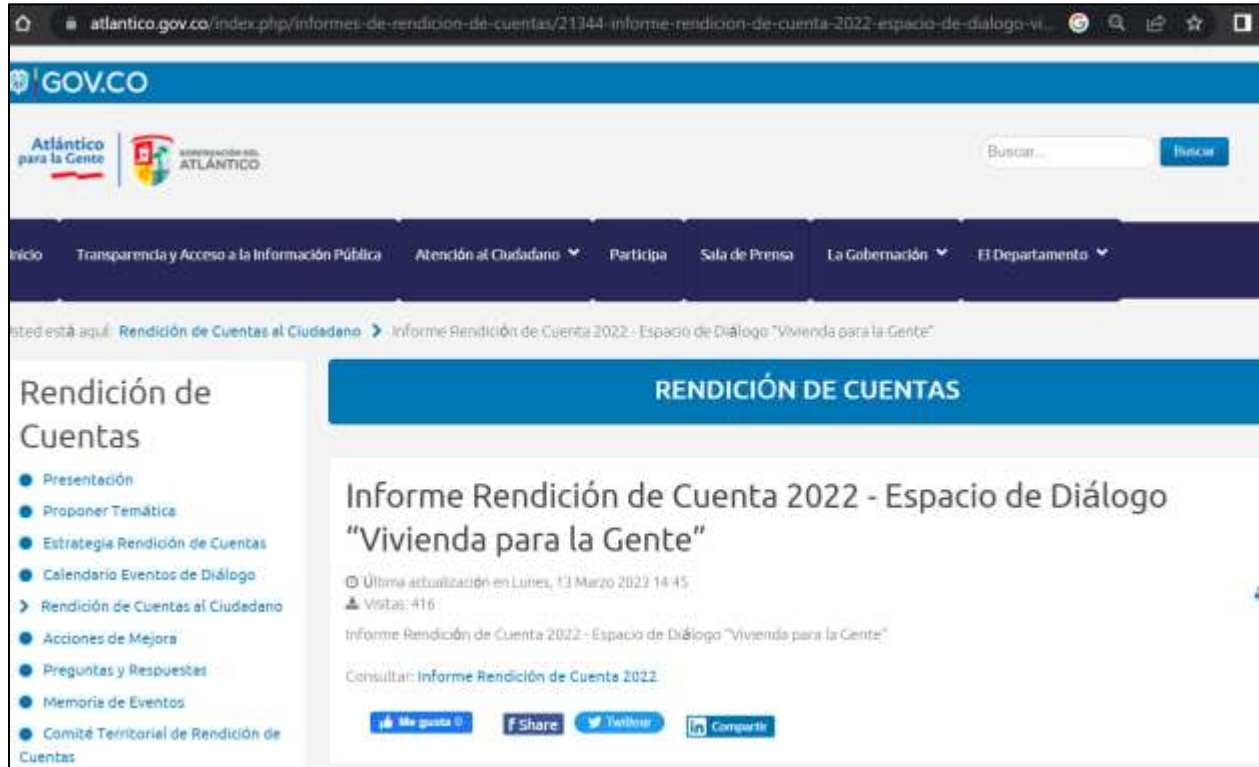 atlantico.gov.co/index.php/informes-de-rendicion-de-cuentas/21344-informe-rendicion-de-cuenta-2022-espacio-de-dialogo-vi...
GOV.CO
Atlántico
para la Gente
GOBERNACIÓN DEL
ATLÁNTICO
Buscar...
Buscar
Inicio
Transparencia y Acceso a la Información Pública
Atención al Ciudadano
Participa
Sala de Prensa
La Gobernación
El Departamento
sted está aquí: Rendición de Cuentas al Ciudadano > Informe Rendición de Cuenta 2022 - Espacio de Diálogo "Vivienda para la Gente"
Rendición de
Cuentas
Presentación
Proponer Temática
Estrategia Rendición de Cuentas
Calendario Eventos de Diálogo
Rendición de Cuentas al Ciudadano
Acciones de Mejora
Preguntas y Respuestas
Memoria de Eventos
Comité Territorial de Rendición de
Cuentas
RENDICIÓN DE CUENTAS
Informe Rendición de Cuenta 2022 - Espacio de Diálogo
“Vivienda para la Gente”
Última actualización en Lunes, 13 Marzo 2023 14:45
Visitas: 416
Informe Rendición de Cuenta 2022 - Espacio de Diálogo "Vivienda para la Gente"
Consultar: Informe Rendición de Cuenta 2022
Me gusta 0
f Share
Twittear
in Compartir